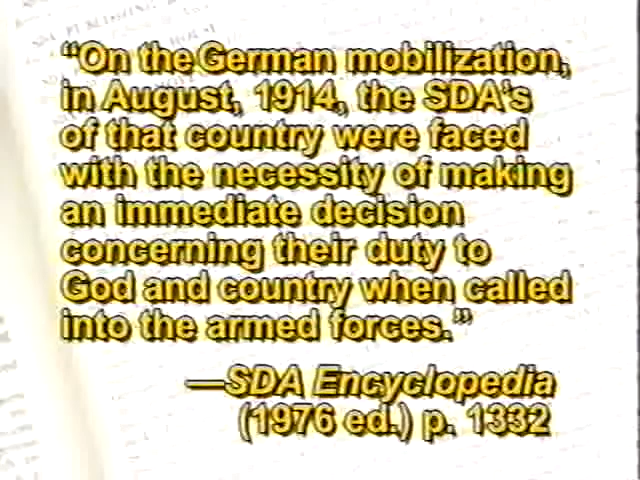 “On the German mobilization,
in August, 1914, the SDA's
of that country were faced
with the necessity of making
an immediate decision
concerning their duty to
God and country when called
into the armed forces.”
—SDA Encyclopedia
(1976 ed.) p. 1332